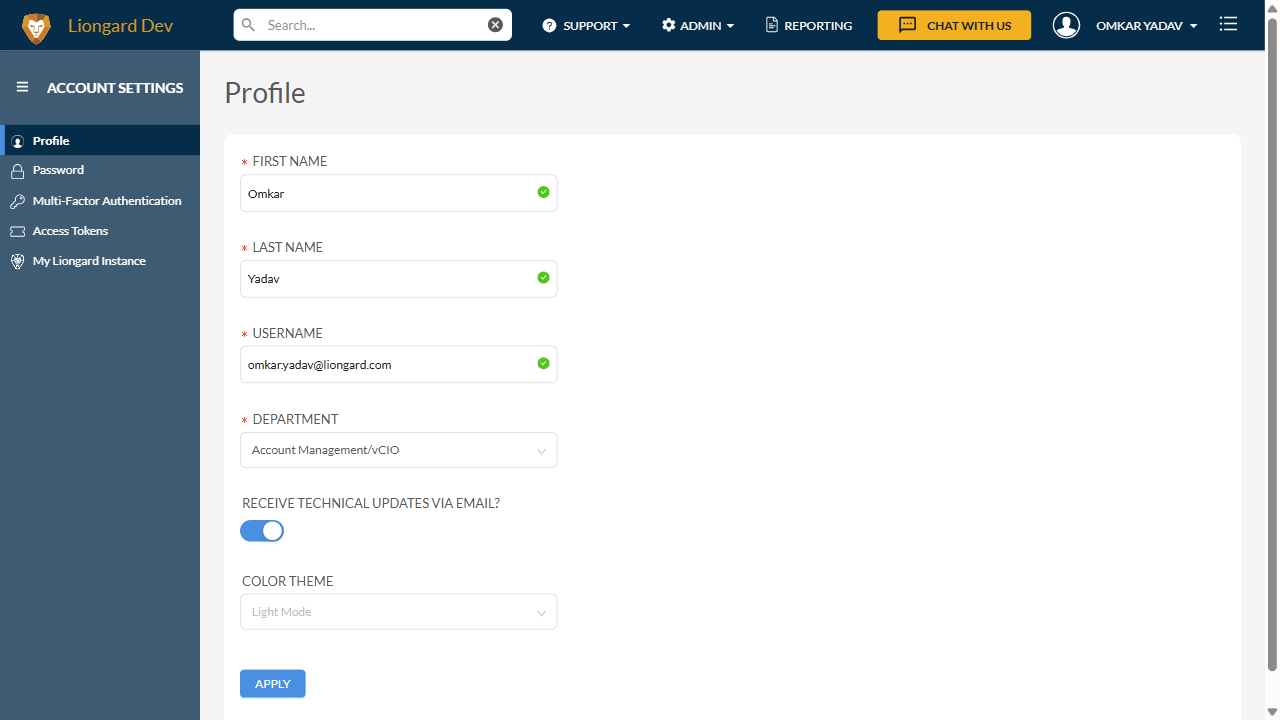 Liongard Dev
Search...
SUPPORT
ADMIN
REPORTING
CHAT WITH US
OMKAR YADAV
ACCOUNT SETTINGS
Profile
Password
Multi-Factor Authentication
Access Tokens
My Liongard Instance
Profile
* FIRST NAME
Omkar
* LAST NAME
Yadav
* USERNAME
omkar.yadav@liongard.com
* DEPARTMENT
Account Management/vCIO
RECEIVE TECHNICAL UPDATES VIA EMAIL?
COLOR THEME
Light Mode
APPLY